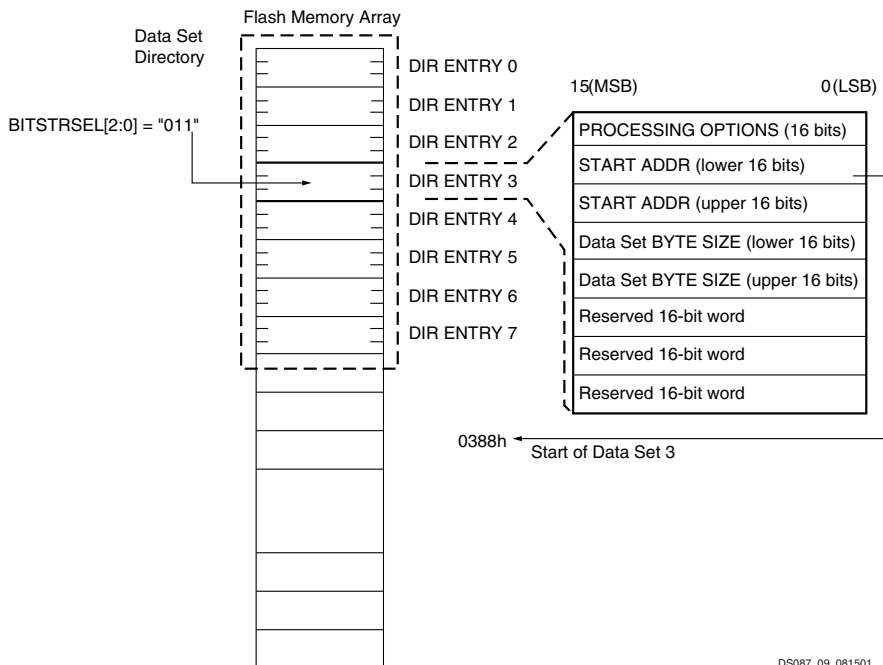 Flash Memory Array
Data Set
Directory
BITSTRSEL[2:0] = "011"
DIR ENTRY 0
DIR ENTRY 1
DIR ENTRY 2
DIR ENTRY 3
DIR ENTRY 4
DIR ENTRY 5
DIR ENTRY 6
DIR ENTRY 7
15(MSB)
0(LSB)
PROCESSING OPTIONS (16 bits)
START ADDR (lower 16 bits)
START ADDR (upper 16 bits)
Data Set BYTE SIZE (lower 16 bits)
Data Set BYTE SIZE (upper 16 bits)
Reserved 16-bit word
Reserved 16-bit word
Reserved 16-bit word
0388h
Start of Data Set 3
DS087_09_081501